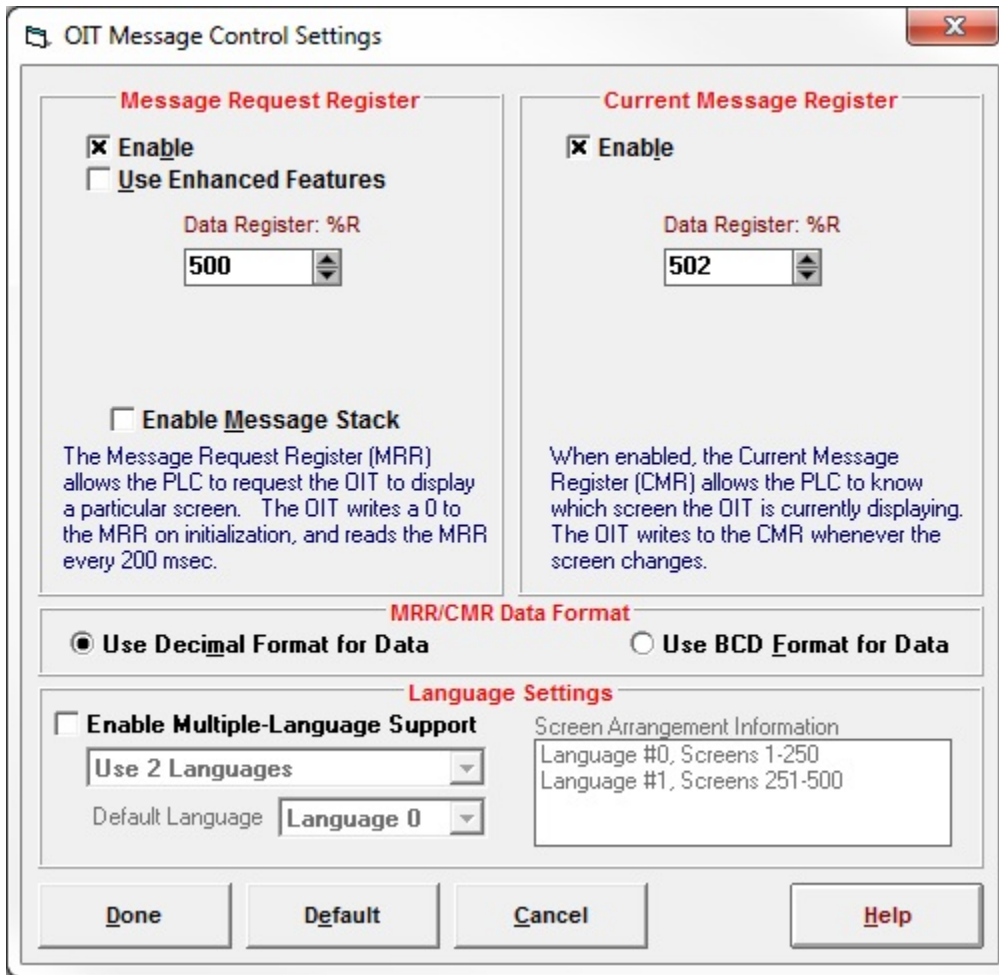 OIT Message Control Settings
Message Request Register
Enable
Use Enhanced Features
Data Register: %R
500
Enable Message Stack
The Message Request Register (MRR)
allows the PLC to request the OIT to display
a particular screen. The OIT writes a 0 to
the MRR on initialization, and reads the MRR
every 200 msec.
Current Message Register
Enable
Data Register: %R
502
When enabled, the Current Message
Register (CMR) allows the PLC to know
which screen the OIT is currently displaying.
The OIT writes to the CMR whenever the
screen changes.
MRR/CMR Data Format
Use Decimal Format for Data
Use BCD Format for Data
Language Settings
Enable Multiple-Language Support
Use 2 Languages
Default Language
Language 0
Screen Arrangement Information
Language #0, Screens 1-250
Language #1, Screens 251-500
Done
Default
Cancel
Help